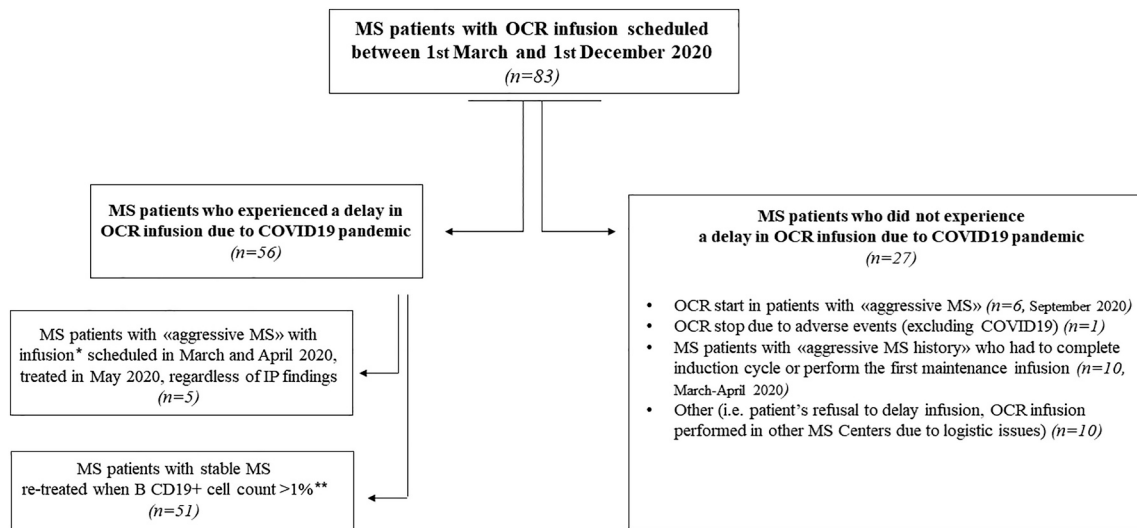 MS patients with OCR infusion scheduled
between 1st March and 1st December 2020
(n=83)
MS patients who experienced a delay in
OCR infusion due to COVID19 pandemic
(n=56)
MS patients with «aggressive MS» with
infusion* scheduled in March and April 2020,
treated in May 2020, regardless of IP findings
(n=5)
MS patients with stable MS
re-treated when B CD19+ cell count >1%**
(n=51)
MS patients who did not experience
a delay in OCR infusion due to COVID19 pandemic
(n=27)
• OCR start in patients with «aggressive MS» (n=6, September 2020)
• OCR stop due to adverse events (excluding COVID19) (n=1)
• MS patients with «aggressive MS history» who had to complete
induction cycle or perform the first maintenance infusion (n=10,
March-April 2020)
• Other (i.e. patient's refusal to delay infusion, OCR infusion
performed in other MS Centers due to logistic issues) (n=10)